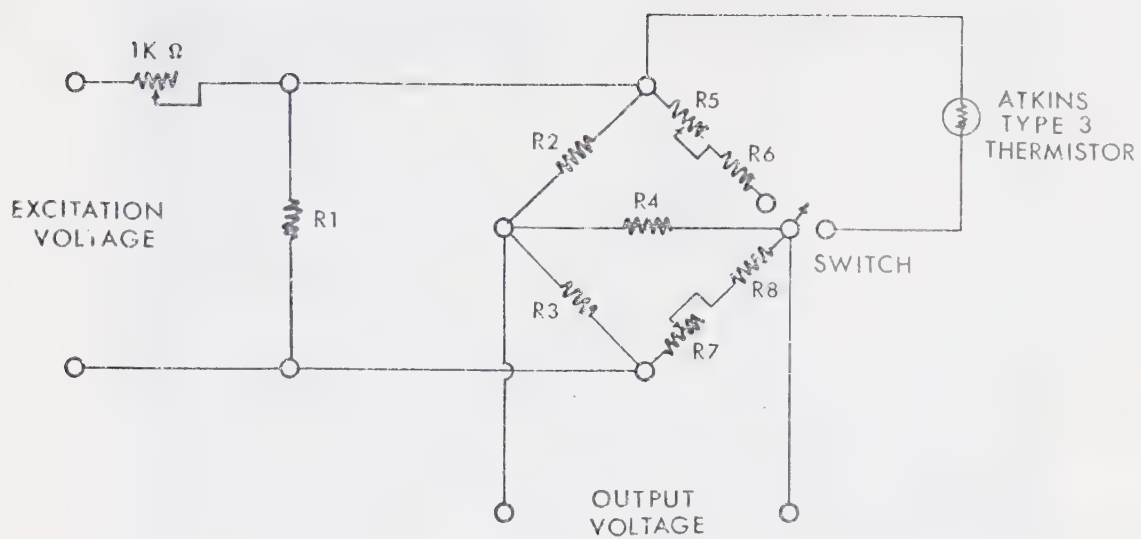 1K Ω
R5
R6
R2
R4
R1
R3
R8
R7
EXCITATION
VOLTAGE
ATKINS
TYPE 3
THERMISTOR
SWITCH
OUTPUT
VOLTAGE